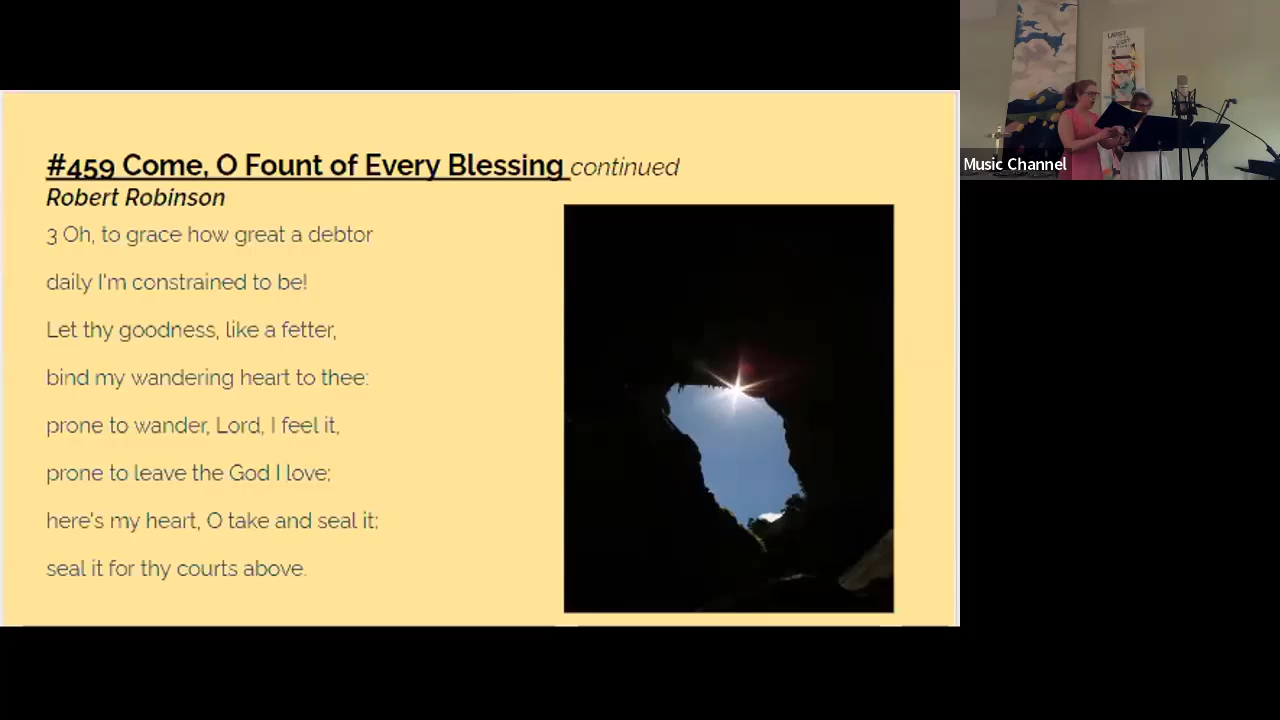 #459 Come, O Fount of Every Blessing continued
Robert Robinson
3 Oh, to grace how great a debtor
daily I'm constrained to be!
Let thy goodness, like a fetter,
bind my wandering heart to thee:
prone to wander, Lord, I feel it,
prone to leave the God I love;
here's my heart, O take and seal it;
seal it for thy courts above.
Music Channel